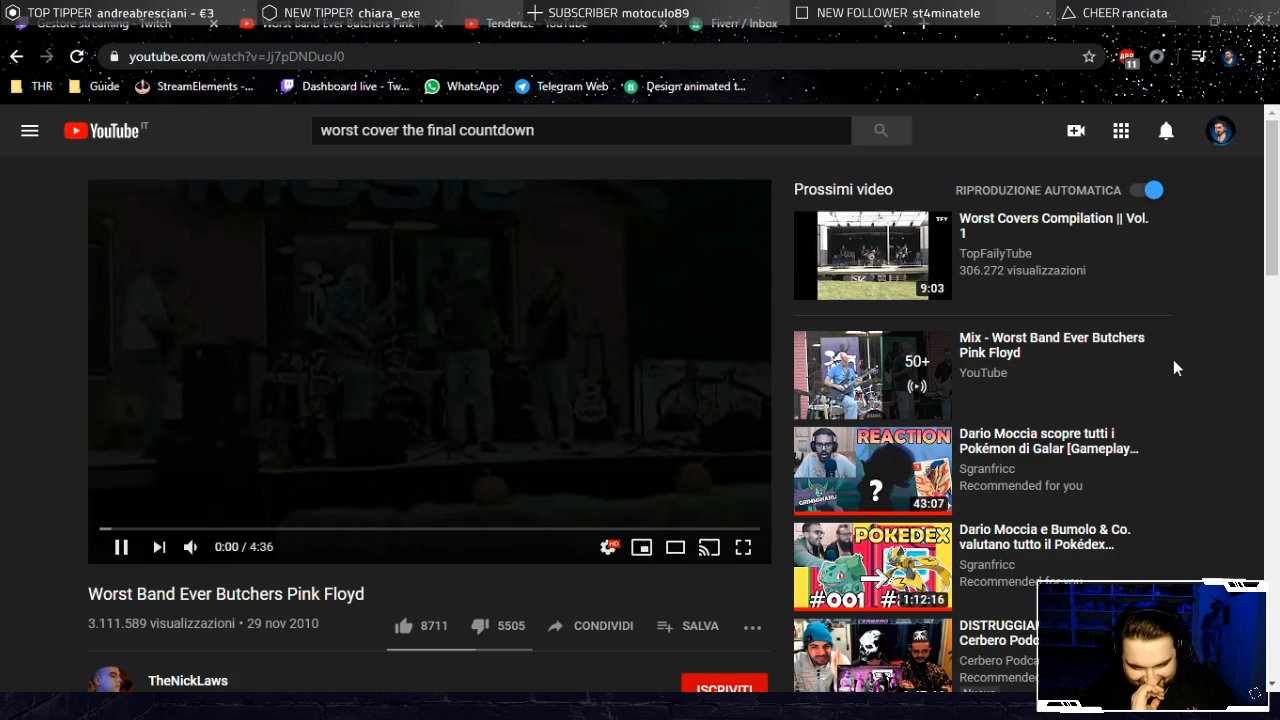 TOP TIPPER andreabresciani - €3
NEW TIPPER chiara_exe
SUBSCRIBER motoculo89
NEW FOLLOWER st4minatele
CHEER ranciata
Gestore streaming - Twitch
Worst Band Ever Butchers Pink F
Tendenze - YouTube
Fiverr / Inbox
youtube.com/watch?v=Jj7pDNDuoJ0
11
THR
Guide
StreamElements -...
Dashboard live - Tw...
WhatsApp
Telegram Web
Design animated t...
YouTube IT
worst cover the final countdown
Prossimi video
RIPRODUZIONE AUTOMATICA
TFY
9:03
Worst Covers Compilation || Vol.
1
TopFailyTube
306.272 visualizzazioni
50+
Mix - Worst Band Ever Butchers
Pink Floyd
YouTube
REACTION
?
43:07
Dario Moccia scopre tutti i
Pokémon di Galar [Gameplay...
Sgranfricc
Recommended for you
POKEDEX
#001
1:12:16
Dario Moccia e Bumolo & Co.
valutano tutto il Pokédex...
Sgranfricc
Recommended for you
0:00 / 4:36
HD
Worst Band Ever Butchers Pink Floyd
3.111.589 visualizzazioni • 29 nov 2010
8711
5505
CONDIVIDI
SALVA
TheNickLaws
ISCRIVITI
CERBERO
DISTRUGGIA
Cerbero Podc
Cerbero Podca
Recommended
Nuovo